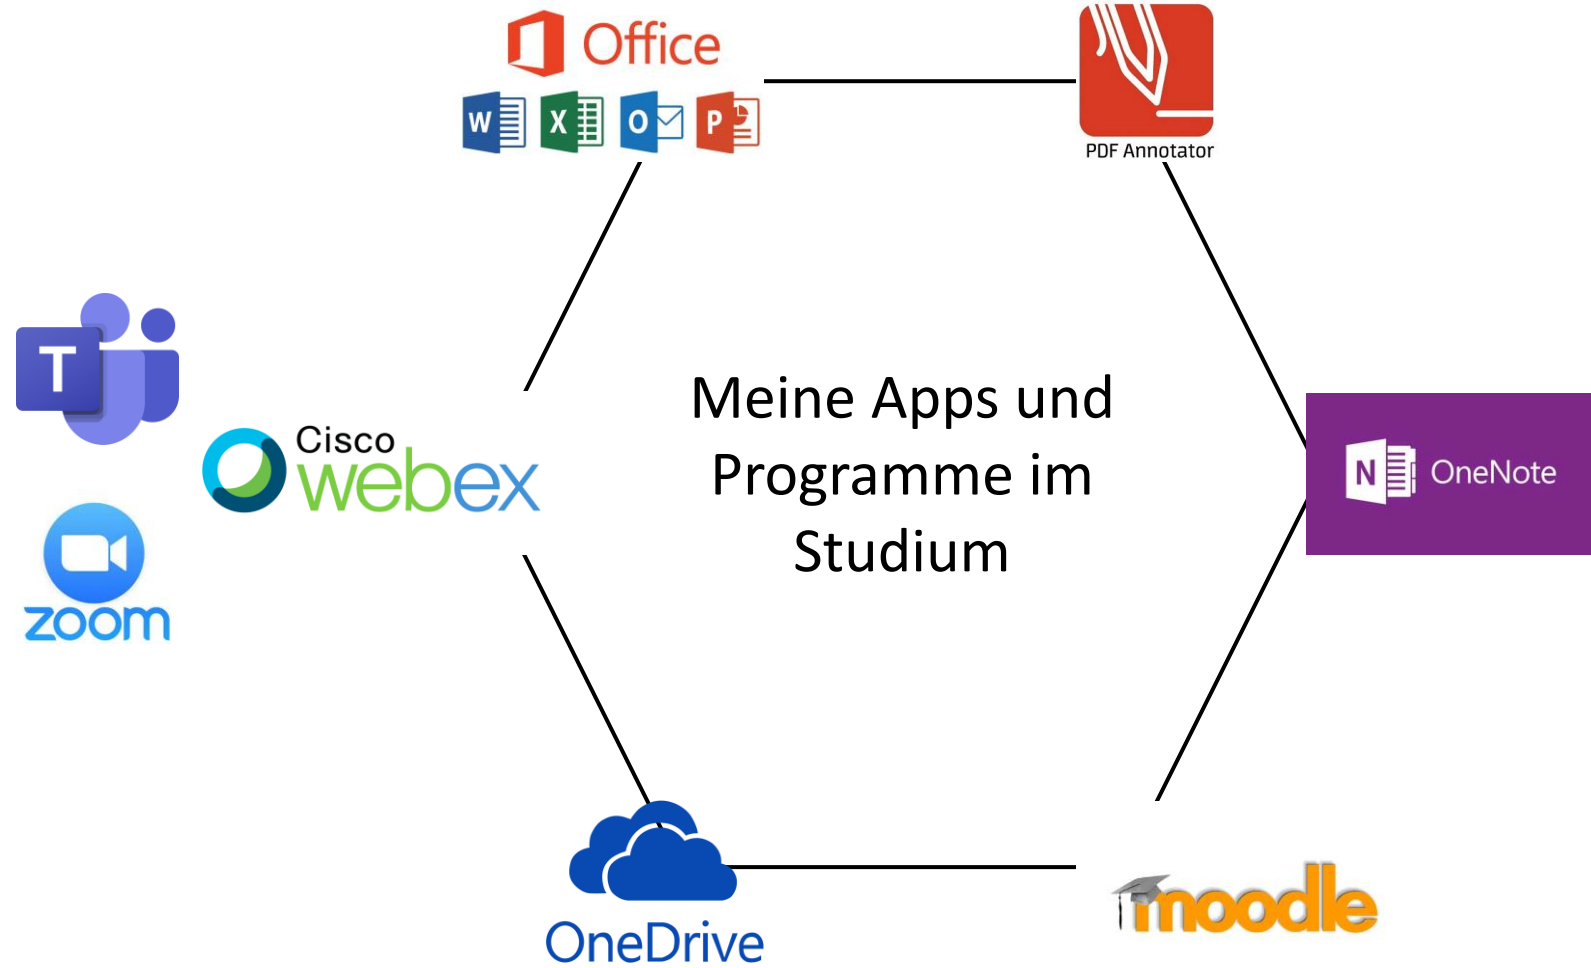 Office
W X O P
PDF Annotator
T
Cisco
webex
zoom
Meine Apps und
Programme im
Studium
N OneNote
OneDrive
moodle